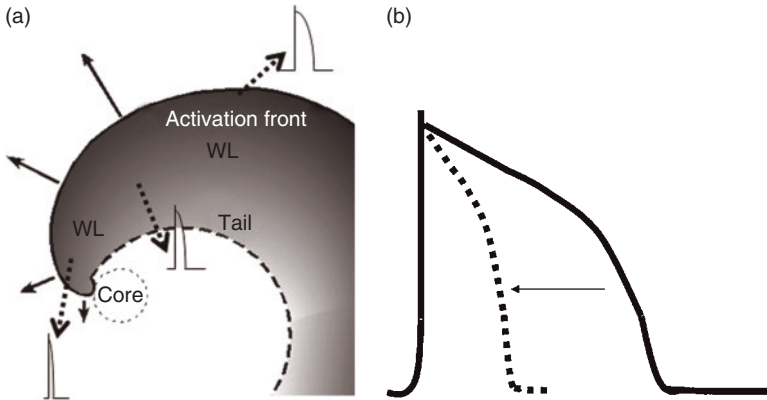 (a)
Activation front
WL
WL
Tail
Core
(b)